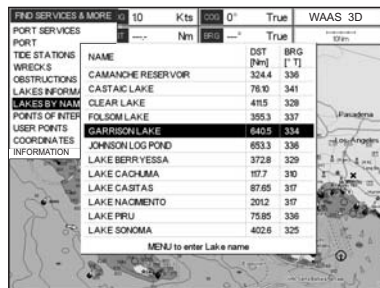 FIND SERVICES & MORE
10 Kts COG 0° True WAAS 3D
Nm BRG ---° True
PORT SERVICES
PORT
TIDE STATIONS
WRECKS
OBSTRUCTIONS
LAKES INFORMA
LAKES BY NAM
POINTS OF INTER
USER POINTS
COORDINATES
INFORMATION
NAME DST [Nm] BRG [° T]
CAMANCHE RESERVOIR 324.4 336
CASTAIC LAKE 76.10 341
CLEAR LAKE 411.5 328
FOLSOM LAKE 355.3 337
GARRISON LAKE 640.5 334
JOHNSON LOG POND 653.3 336
LAKE BERRYESSA 372.8 329
LAKE CACHUMA 117.7 310
LAKE CASITAS 87.65 317
LAKE NACIMENTO 201.2 317
LAKE PIRU 75.85 336
LAKE SONOMA 402.6 325
MENU to enter Lake name
Pasadena
Los Angeles